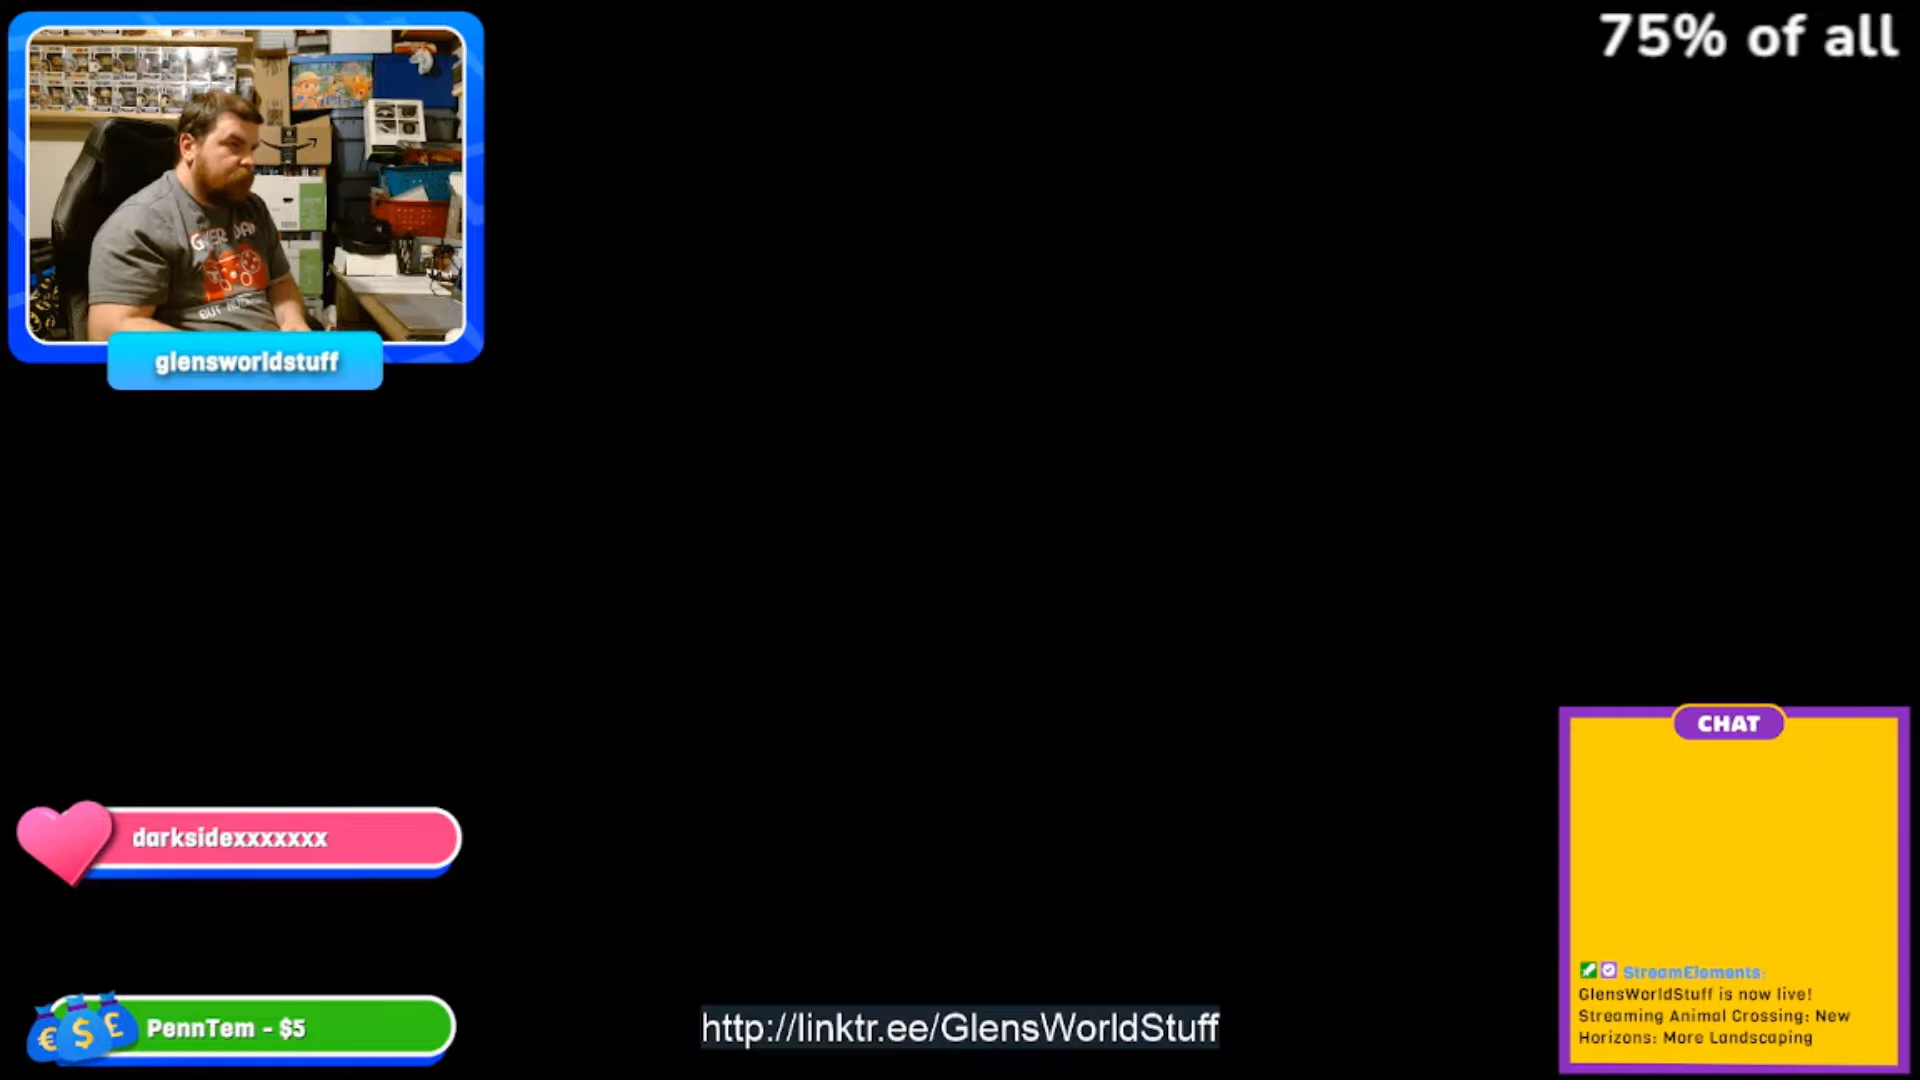 75% of all
glensworldstuff
CHAT
darksidexxxxxxx
StreamElements:
GlensWorldStuff is now live!
Streaming Animal Crossing: New
Horizons: More Landscaping
PennTem - $5
http://linktr.ee/GlensWorldStuff